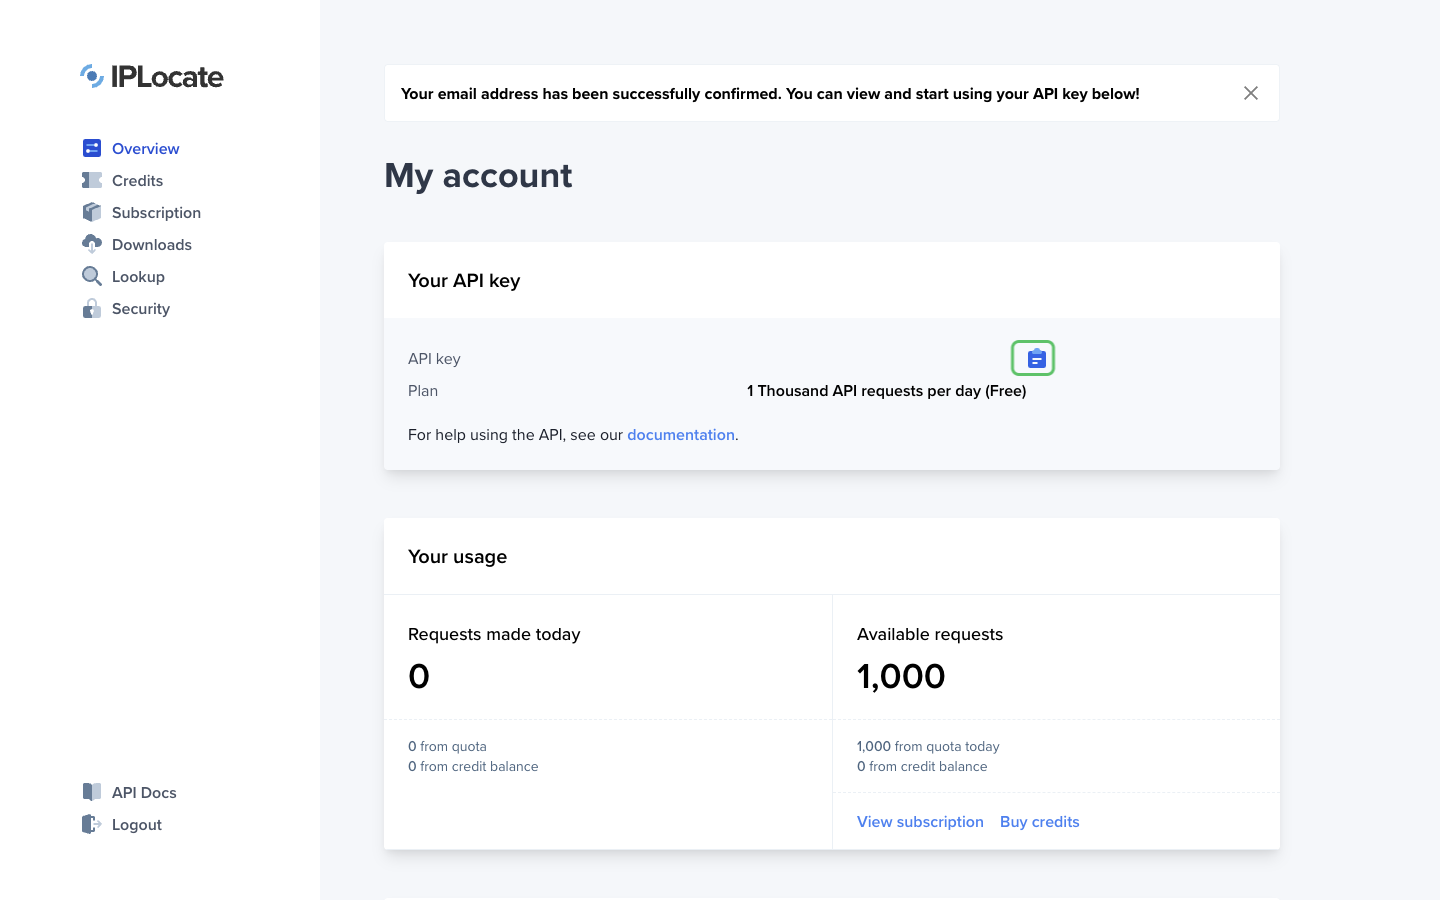 IPLocate
Overview
Credits
Subscription
Downloads
Lookup
Security
API Docs
Logout
Your email address has been successfully confirmed. You can view and start using your API key below!
My account
Your API key
API key
Plan
1 Thousand API requests per day (Free)
For help using the API, see our documentation.
Your usage
Requests made today
0
0 from quota
0 from credit balance
Available requests
1,000
1,000 from quota today
0 from credit balance
View subscription Buy credits